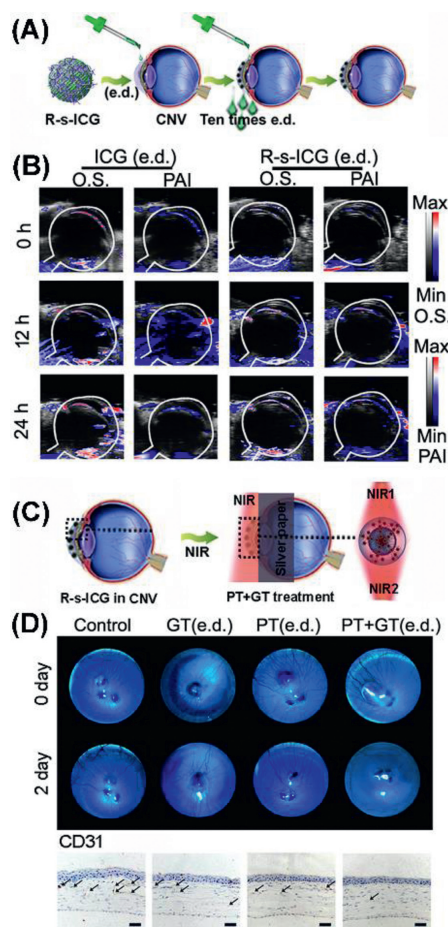 (A)
(e.d.)
R-s-ICG
CNV
Ten times e.d.
(B)
ICG (e.d.)
R-s-ICG (e.d.)
O.S.
PAI
O.S.
PAI
0 h
12 h
24 h
Max
Min
O.S.
Max
Min
PAI
(C)
NIR
NIR
Silver paper
NIR1
NIR2
R-s-ICG in CNV
PT+GT treatment
(D)
Control
GT(e.d.)
PT(e.d.)
PT+GT(e.d.)
0 day
2 day
CD31